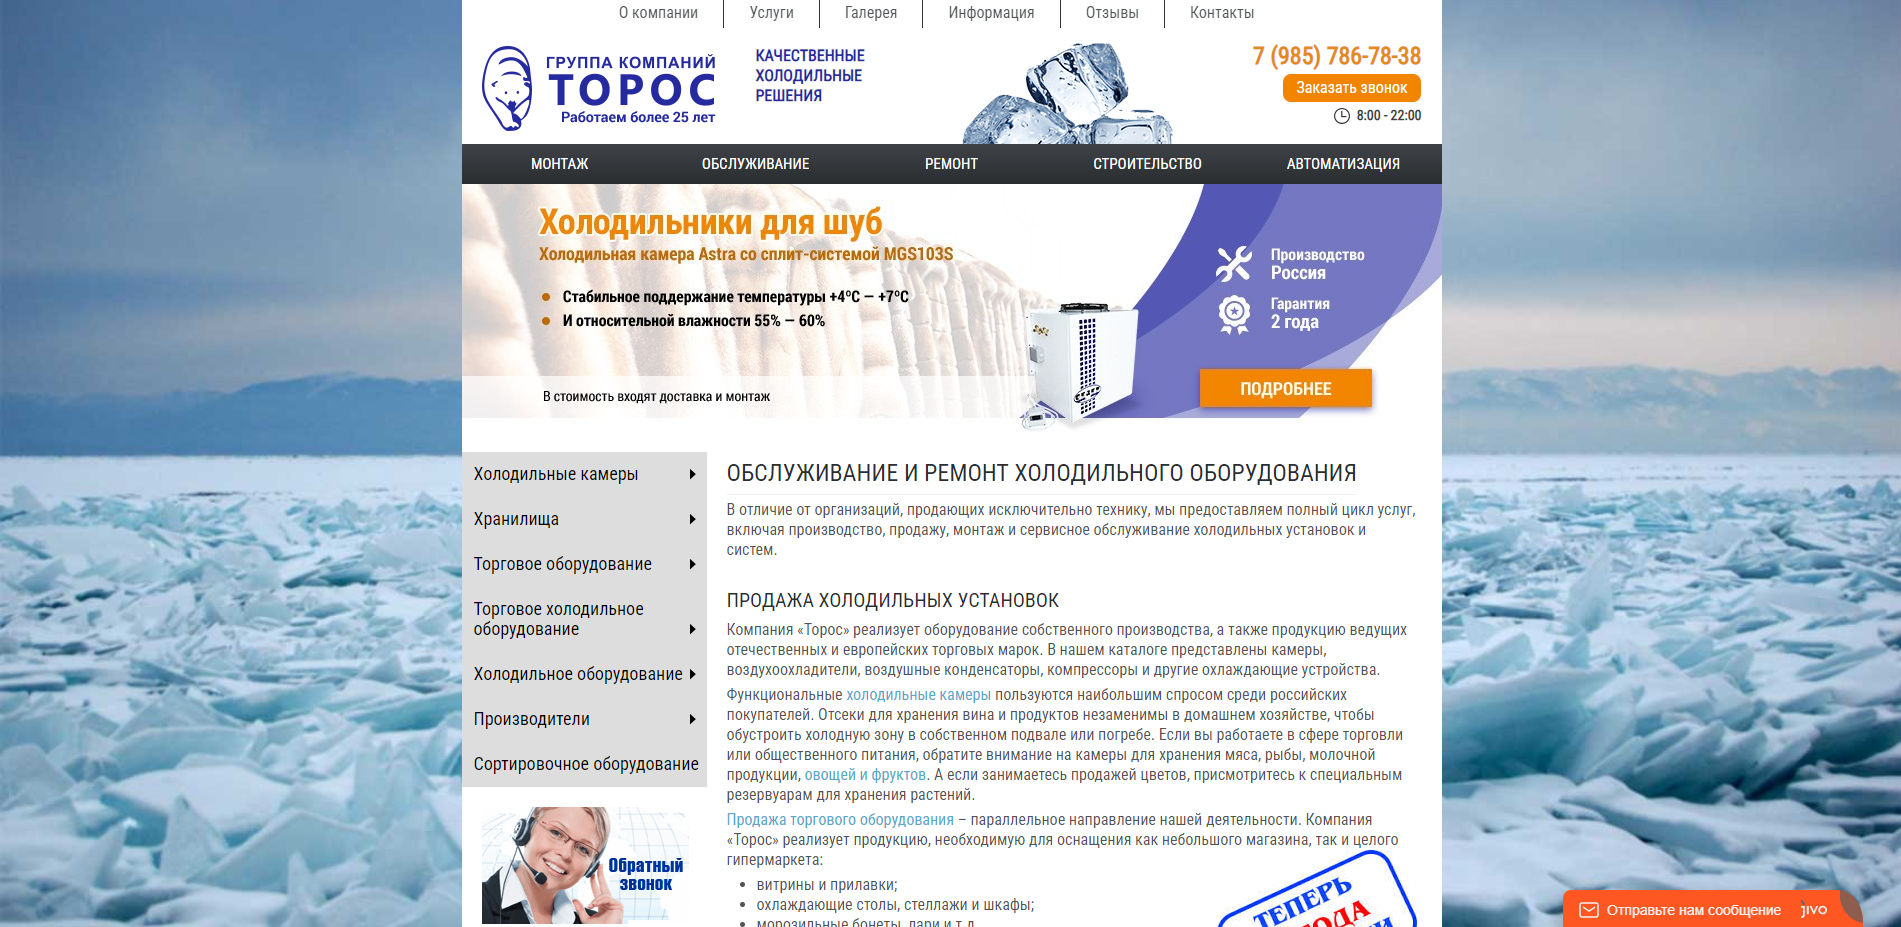 О компании
Услуги
Галерея
Информация
Отзывы
Контакты
ГРУППА КОМПАНИЙ
ТОРОС
Работаем более 25 лет
КАЧЕСТВЕННЫЕ
ХОЛОДИЛЬНЫЕ
РЕШЕНИЯ
7 (985) 786-78-38
Заказать звонок
8:00 - 22:00
МОНТАЖ
ОБСЛУЖИВАНИЕ
РЕМОНТ
СТРОИТЕЛЬСТВО
АВТОМАТИЗАЦИЯ
Холодильники для шуб
Холодильная камера Astra со сплит-системой MGS103S
Стабильное поддержание температуры +4ºС — +7ºС
И относительной влажности 55% — 60%
В стоимость входят доставка и монтаж
Производство
Россия
Гарантия
2 года
ПОДРОБНЕЕ
Холодильные камеры
Хранилища
Торговое оборудование
Торговое холодильное
оборудование
Холодильное оборудование
Производители
Сортировочное оборудование
Обратный
звонок
ОБСЛУЖИВАНИЕ И РЕМОНТ ХОЛОДИЛЬНОГО ОБОРУДОВАНИЯ
В отличие от организаций, продающих исключительно технику, мы предоставляем полный цикл услуг,
включая производство, продажу, монтаж и сервисное обслуживание холодильных установок и
систем.
ПРОДАЖА ХОЛОДИЛЬНЫХ УСТАНОВОК
Компания «Торос» реализует оборудование собственного производства, а также продукцию ведущих
отечественных и европейских торговых марок. В нашем каталоге представлены камеры,
воздухоохладители, воздушные конденсаторы, компрессоры и другие охлаждающие устройства.
Функциональные холодильные камеры пользуются наибольшим спросом среди российских
покупателей. Отсеки для хранения вина и продуктов незаменимы в домашнем хозяйстве, чтобы
обустроить холодную зону в собственном подвале или погребе. Если вы работаете в сфере торговли
или общественного питания, обратите внимание на камеры для хранения мяса, рыбы, молочной
продукции, овощей и фруктов. А если занимаетесь продажей цветов, присмотритесь к специальным
резервуарам для хранения растений.
Продажа торгового оборудования – параллельное направление нашей деятельности. Компания
«Торос» реализует продукцию, необходимую для оснащения как небольшого магазина, так и целого
гипермаркета:
витрины и прилавки;
охлаждающие столы, стеллажи и шкафы;
морозильные бонеты, лари и т.д.
ТЕПЕРЬ
Отправьте нам сообщение
jivo